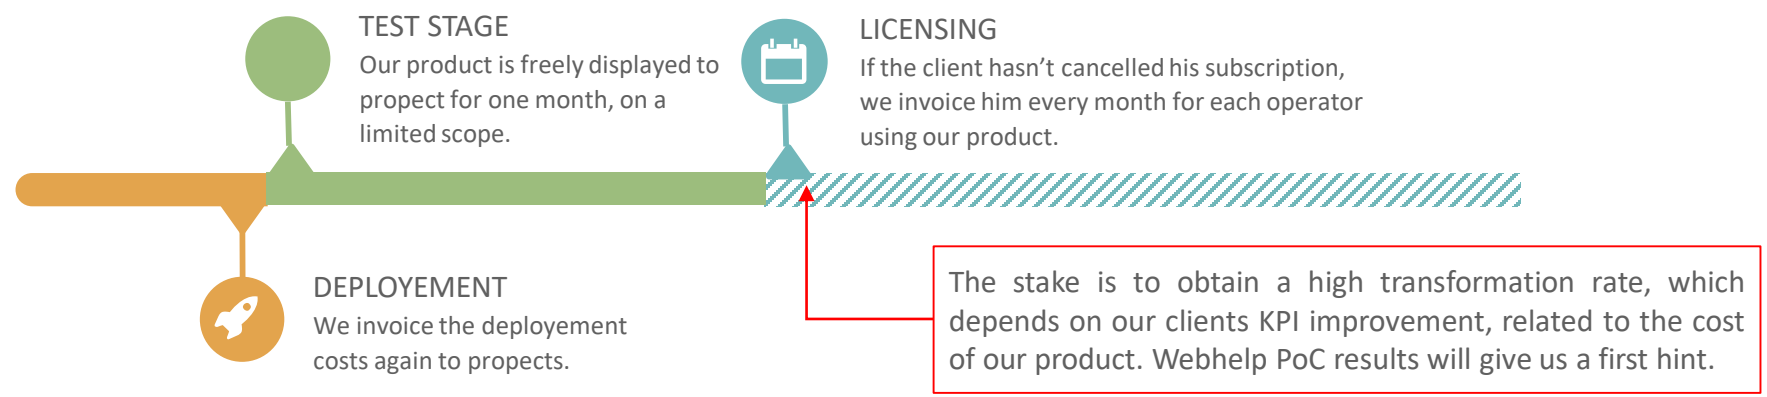 TEST STAGE
Our product is freely displayed to
propect for one month, on a
limited scope.
LICENSING
If the client hasn't cancelled his subscription,
we invoice him every month for each operator
using our product.
DEPLOYEMENT
We invoice the deployement
costs again to propects.
The stake is to obtain a high transformation rate, which
depends on our clients KPI improvement, related to the cost
of our product. Webhelp PoC results will give us a first hint.